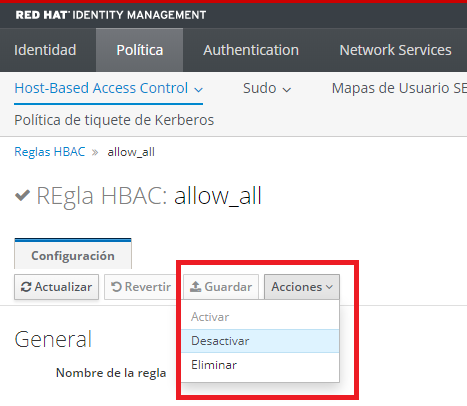 RED HAT IDENTITY MANAGEMENT
Identidad Política Authentication Network Services
Host-Based Access Control Sudo Mapas de Usuario SE
Política de tiquete de Kerberos
Reglas HBAC » allow_all
REgla HBAC: allow_all
Configuración
Actualizar Revertir Guardar Acciones
Activar
Desactivar
Eliminar
General
Nombre de la regla